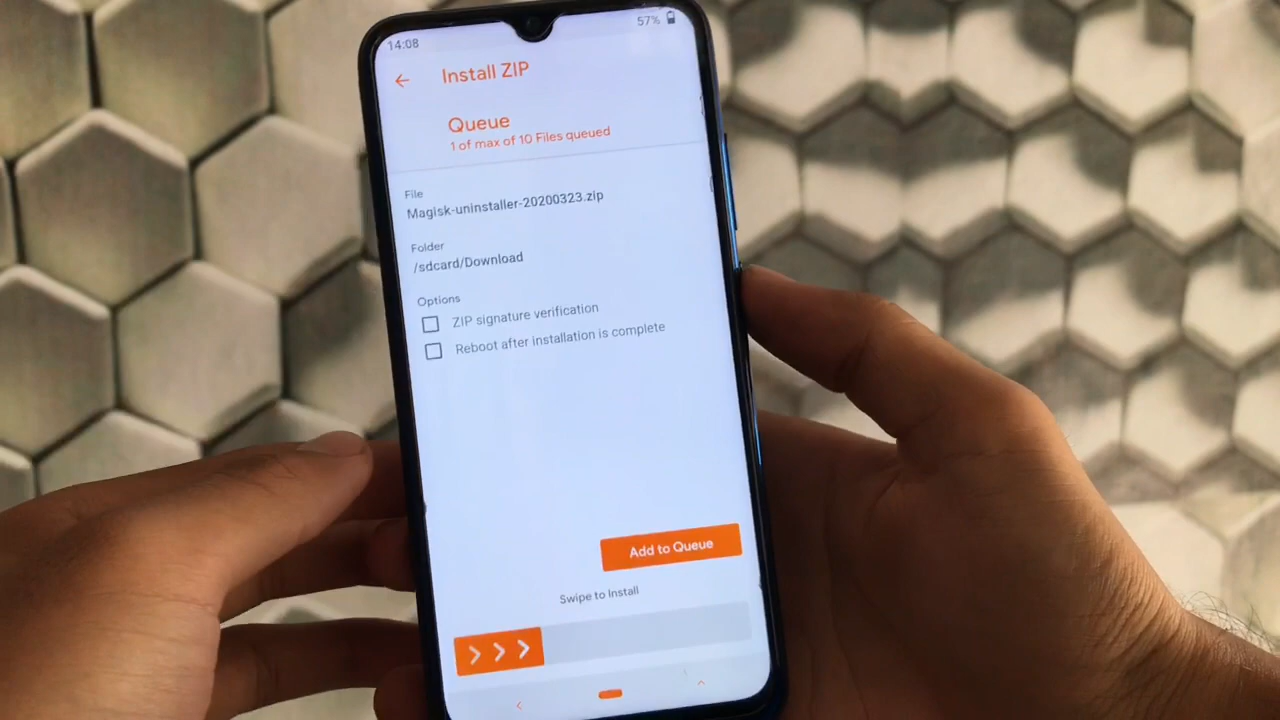 14:08
57%
Install ZIP
Queue
1 of max of 10 Files queued
File
Magisk-uninstaller-20200323.zip
Folder
/sdcard/Download
Options
ZIP signature verification
Reboot after installation is complete
Add to Queue
Swipe to Install